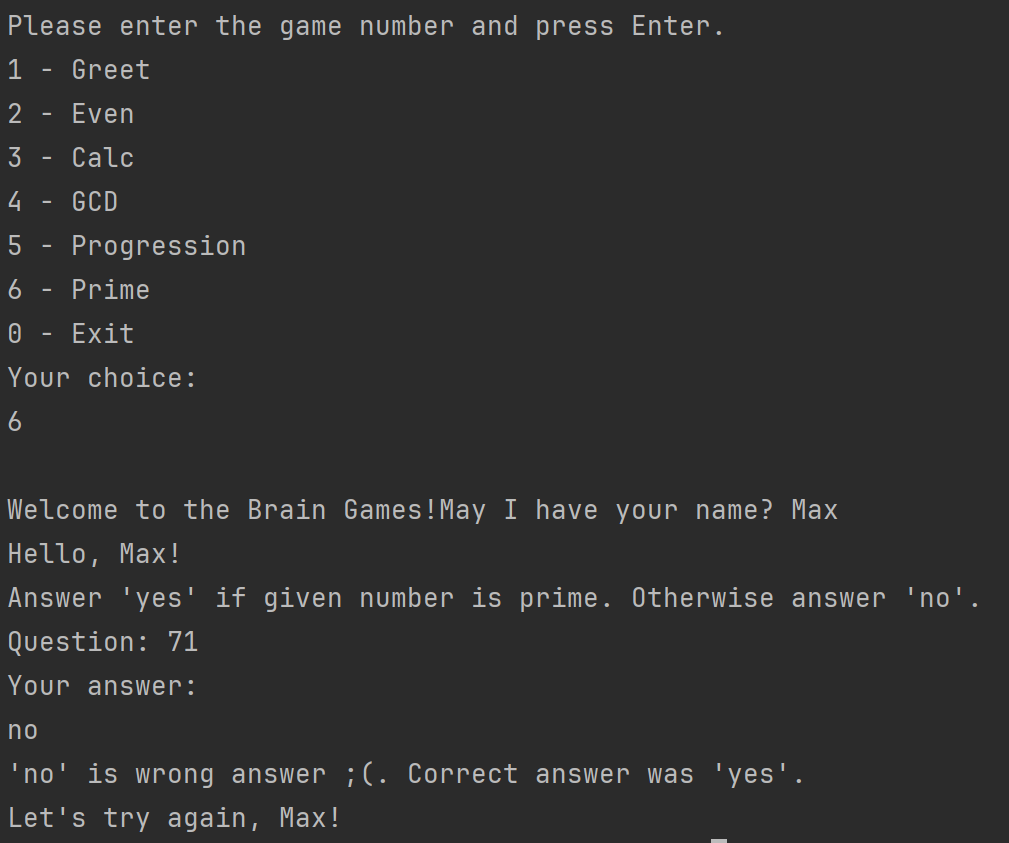 Please enter the game number and press Enter.
1 - Greet
2 - Even
3 - Calc
4 - GCD
5 - Progression
6 - Prime
0 - Exit
Your choice:
6
Welcome to the Brain Games!May I have your name? Max
Hello, Max!
Answer 'yes' if given number is prime. Otherwise answer 'no'.
Question: 71
Your answer:
no
'no' is wrong answer ;(. Correct answer was 'yes'.
Let's try again, Max!